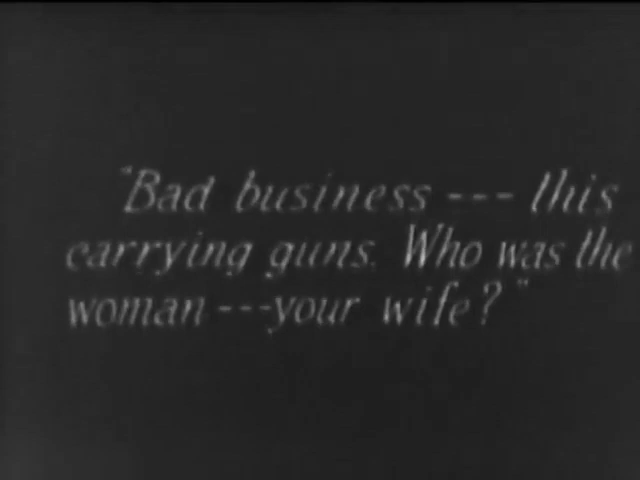 "Bad business --- this
carrying guns. Who was the
woman---your wife?"